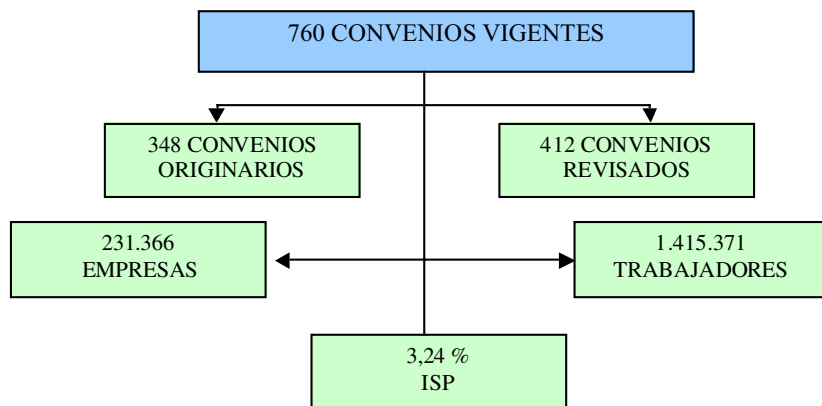 760 CONVENIOS VIGENTES
348 CONVENIOS
ORIGINARIOS
412 CONVENIOS
REVISADOS
231.366
EMPRESAS
1.415.371
TRABAJADORES
3,24 %
ISP